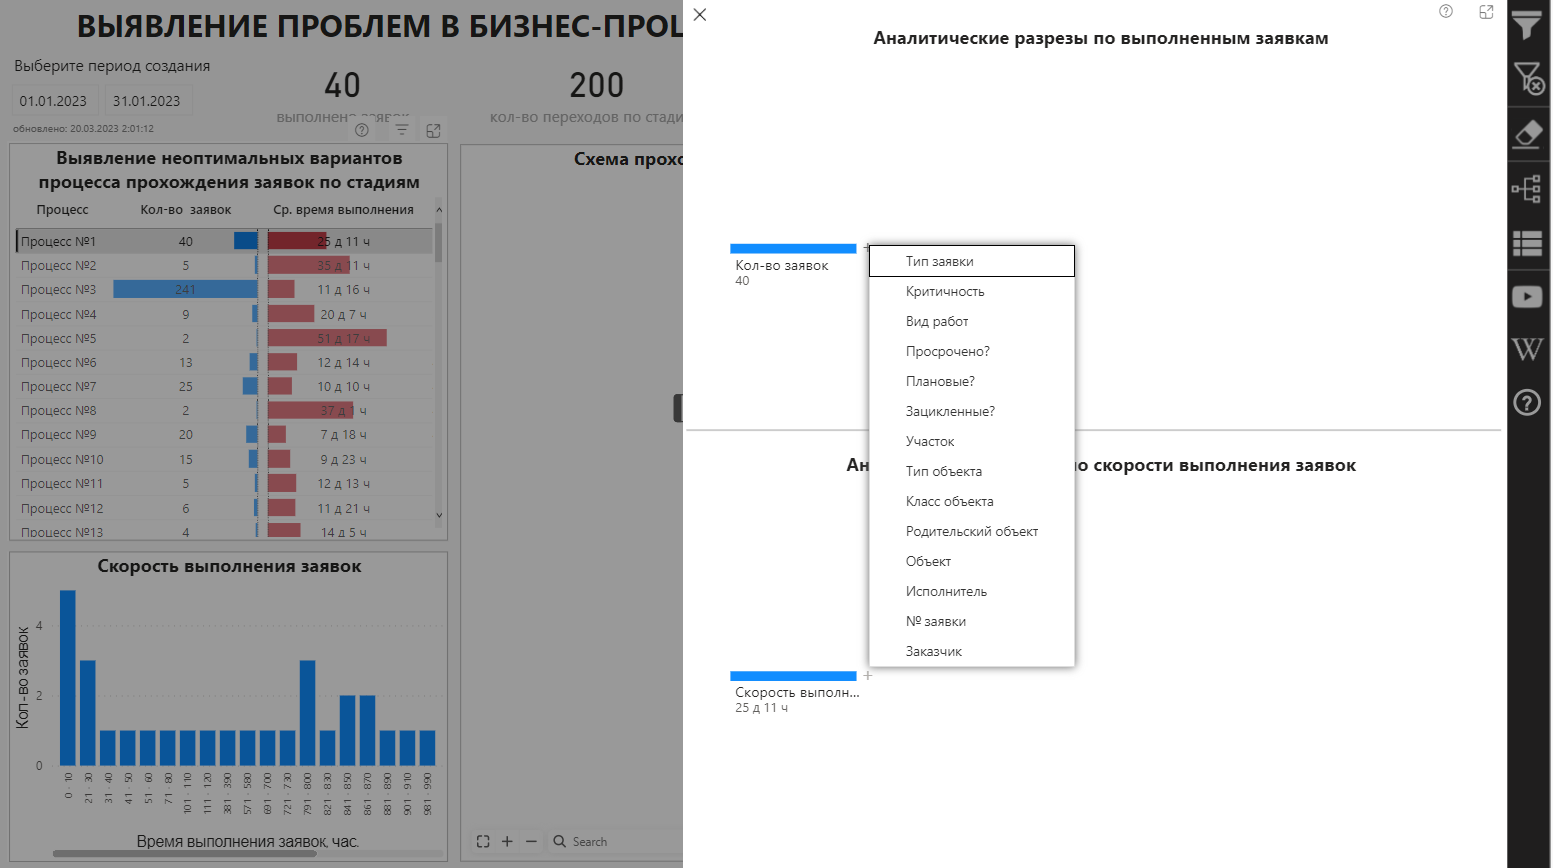 ВЫЯВЛЕНИЕ ПРОБЛЕМ В БИЗНЕС-ПРОЦ
Выберите период создания
01.01.2023 31.01.2023
обновлено: 20.03.2023 2:01:12
40
выполнено заявок
200
кол-во переходов по стади
Выявление неоптимальных вариантов
процесса прохождения заявок по стадиям
Процесс Кол-во заявок Ср. время выполнения
Процесс №1 40 25 д 11 ч
Процесс №2 5 35 д 11 ч
Процесс №3 241 11 д 16 ч
Процесс №4 9 20 д 7 ч
Процесс №5 2 51 д 17 ч
Процесс №6 13 12 д 14 ч
Процесс №7 25 10 д 10 ч
Процесс №8 2 37 д 1 ч
Процесс №9 20 7 д 18 ч
Процесс №10 15 9 д 23 ч
Процесс №11 5 12 д 13 ч
Процесс №12 6 11 д 21 ч
Процесс №13 4 14 д 5 ч
Скорость выполнения заявок
Кол-во заявок
4
2
0
0 - 10
21 - 30
31 - 40
41 - 50
51 - 60
71 - 80
101 - 110
111 - 120
381 - 390
571 - 580
691 - 700
721 - 730
791 - 800
821 - 830
841 - 850
861 - 870
881 - 890
901 - 910
981 - 990
Время выполнения заявок, час.
Схема прохо
Search
Аналитические разрезы по выполненным заявкам
Кол-во заявок
40
Тип заявки
Критичность
Вид работ
Просрочено?
Плановые?
Зацикленные?
Участок
Тип объекта
Класс объекта
Родительский объект
Объект
Исполнитель
№ заявки
Заказчик
Ан
о скорости выполнения заявок
Скорость выполн...
25 д 11 ч
W